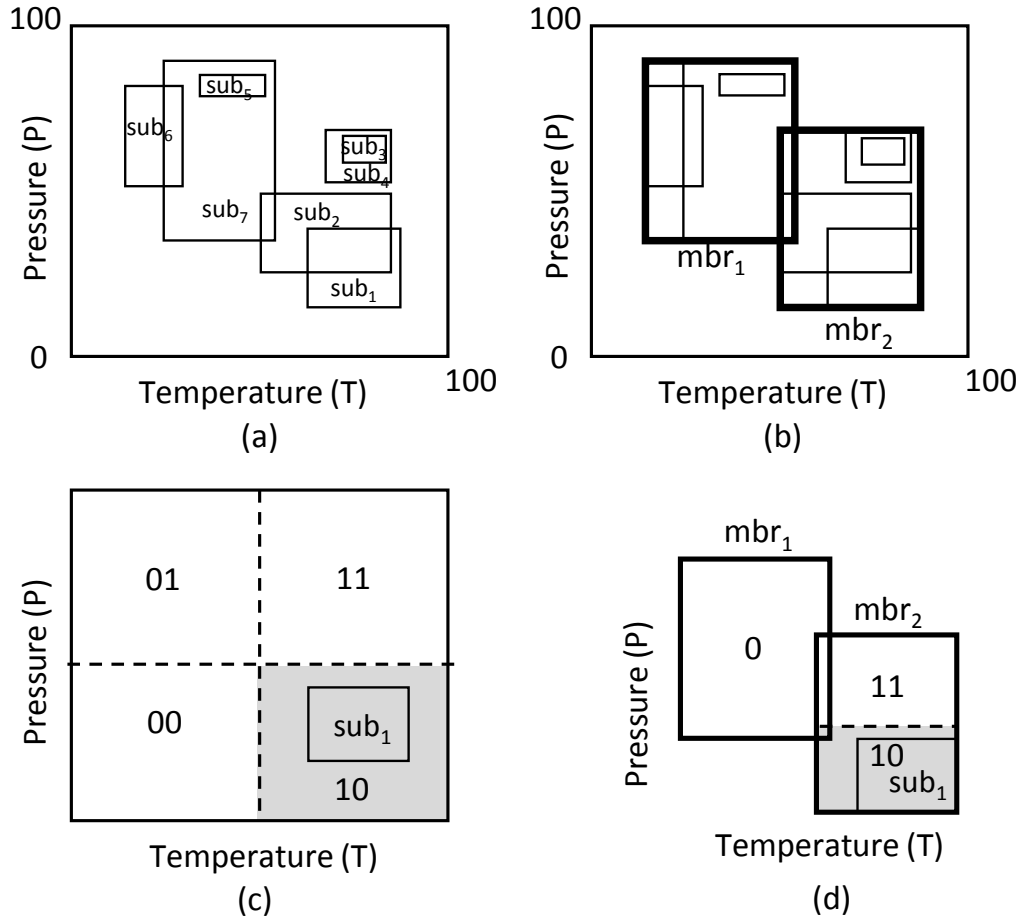 100
Pressure (P)
sub₅
sub₆
sub₃
sub₄
sub₇
sub₂
sub₁
0
Temperature (T)
100
(a)
100
Pressure (P)
mbr₁
mbr₂
0
Temperature (T)
100
(b)
Pressure (P)
01
11
00
sub₁
10
Temperature (T)
(c)
mbr₁
mbr₂
Pressure (P)
0
11
10
sub₁
Temperature (T)
(d)